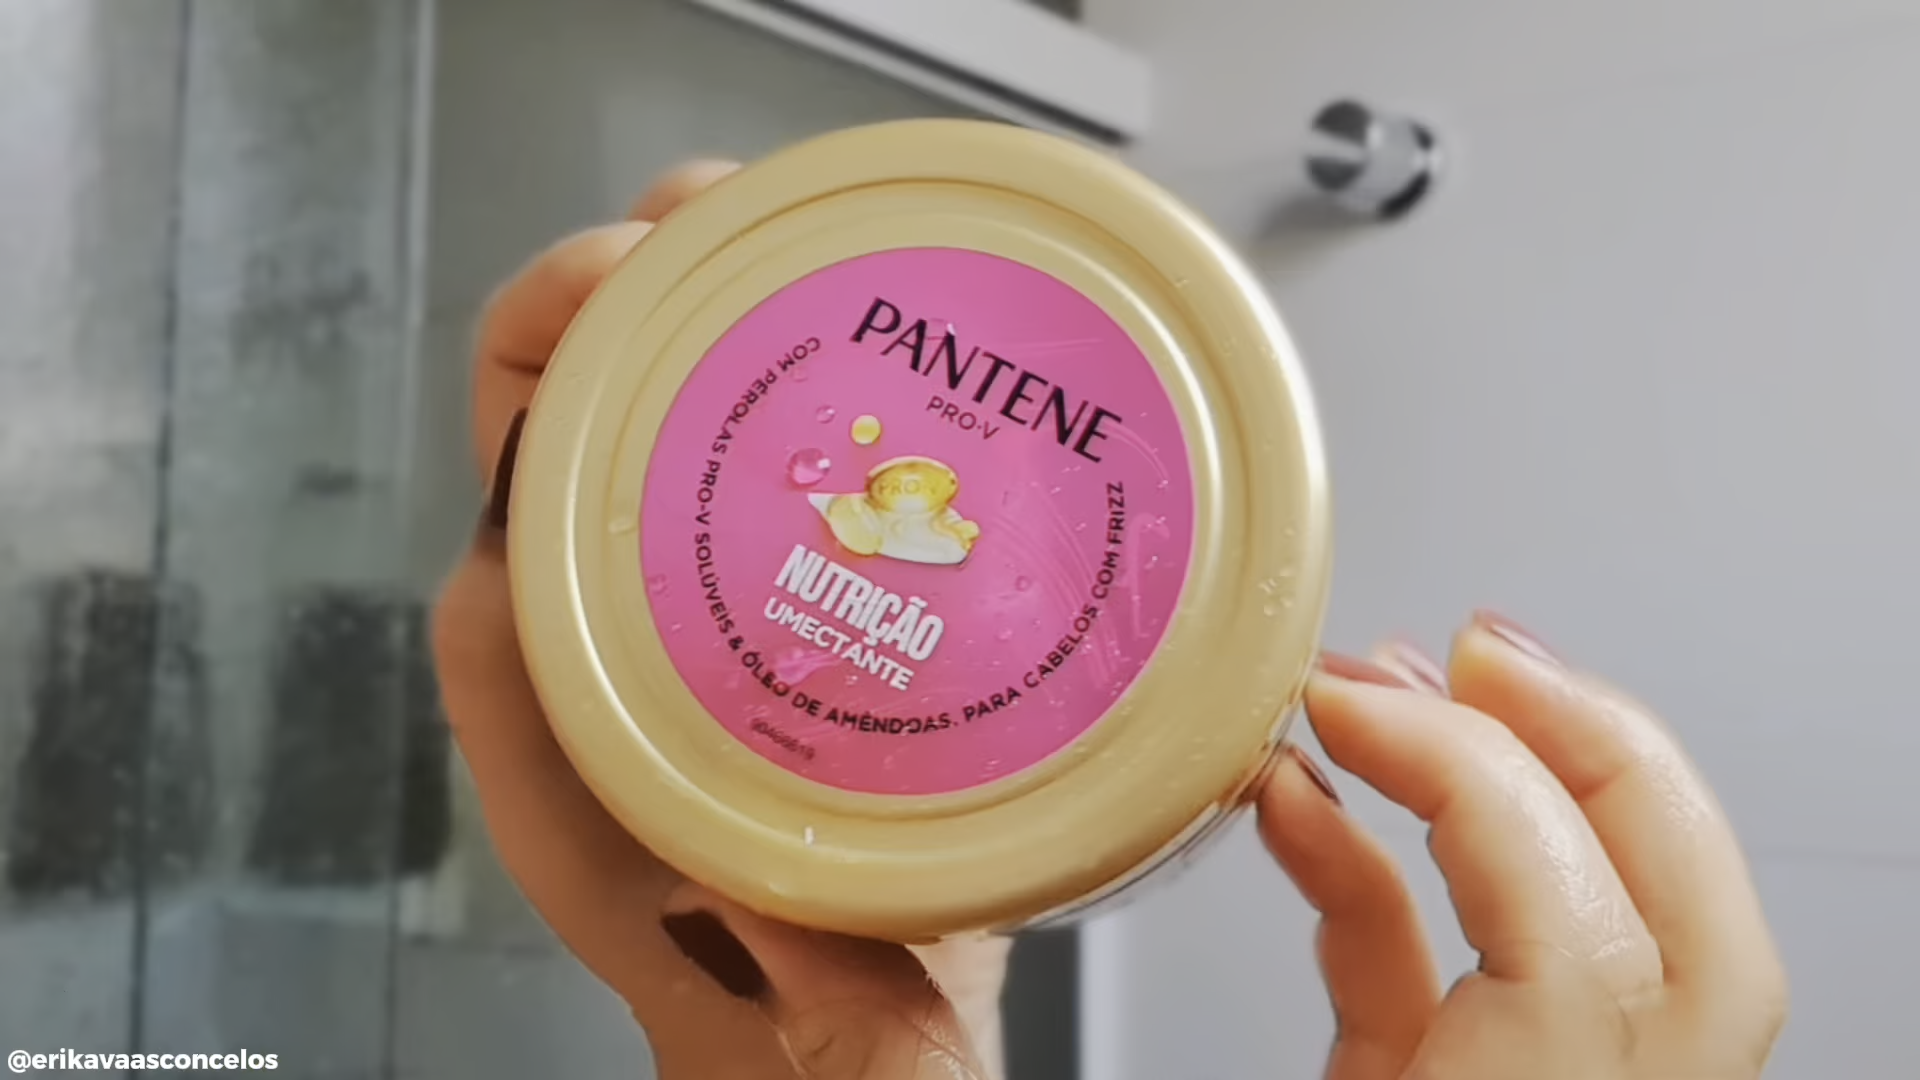 PANTENE
PRO-V
PRO-V
NUTRIÇÃO
UMECTANTE
COM PÉROLAS PRO-V SOLÚVEIS & ÓLEO DE AMÊNDOAS. PARA CABELOS COM FRIZZ
@erikavaasconcelos